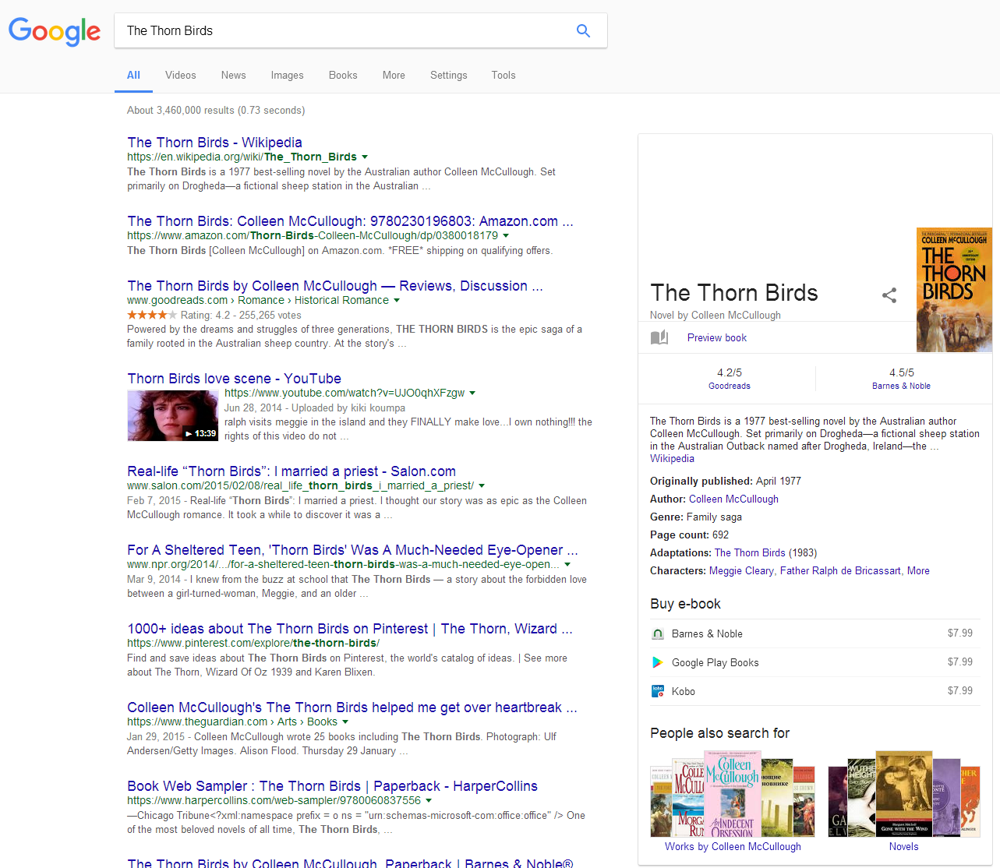 Google
The Thorn Birds
All Videos News Images Books More Settings Tools
About 3,460,000 results (0.73 seconds)
The Thorn Birds - Wikipedia
https://en.wikipedia.org/wiki/The_Thorn_Birds
The Thorn Birds is a 1977 best-selling novel by the Australian author Colleen McCullough. Set
primarily on Drogheda—a fictional sheep station in the Australian ...
The Thorn Birds: Colleen McCullough: 9780230196803: Amazon.com ...
https://www.amazon.com/Thorn-Birds-Colleen-McCullough/dp/0380018179
The Thorn Birds [Colleen McCullough] on Amazon.com. *FREE* shipping on qualifying offers.
The Thorn Birds by Colleen McCullough — Reviews, Discussion ...
www.goodreads.com › Romance › Historical Romance
Rating: 4.2 - 255,265 votes
Powered by the dreams and struggles of three generations, THE THORN BIRDS is the epic saga of a
family rooted in the Australian sheep country. At the story's ...
Thorn Birds love scene - YouTube
https://www.youtube.com/watch?v=UJO0qhXFzgw
Jun 28, 2014 - Uploaded by kiki koumpa
ralph visits meggie in the island and they FINALLY make love...I own nothing!!! the
rights of this video do not ...
13:39
Real-life “Thorn Birds”: I married a priest - Salon.com
www.salon.com/2015/02/08/real_life_thorn_birds_i_married_a_priest/
Feb 7, 2015 - Real-life “Thorn Birds”: I married a priest. I thought our story was as epic as the Colleen
McCullough romance. It took a while to discover it was a ...
For A Sheltered Teen, 'Thorn Birds' Was A Much-Needed Eye-Opener ...
www.npr.org/2014/.../for-a-sheltered-teen-thorn-birds-was-a-much-needed-eye-open...
Mar 9, 2014 - I knew from the buzz at school that The Thorn Birds — a story about the forbidden love
between a girl-turned-woman, Meggie, and an older ...
1000+ ideas about The Thorn Birds on Pinterest | The Thorn, Wizard ...
https://www.pinterest.com/explore/the-thorn-birds/
Find and save ideas about The Thorn Birds on Pinterest, the world's catalog of ideas. | See more
about The Thorn, Wizard Of Oz 1939 and Karen Blixen.
Colleen McCullough's The Thorn Birds helped me get over heartbreak ...
https://www.theguardian.com › Arts › Books
Jan 29, 2015 - Colleen McCullough wrote 25 books including The Thorn Birds. Photograph: Ulf
Andersen/Getty Images. Alison Flood. Thursday 29 January ...
Book Web Sampler : The Thorn Birds | Paperback - HarperCollins
https://www.harpercollins.com/web-sampler/9780060837556
—Chicago Tribune<?xml:namespace prefix = o ns = "urn:schemas-microsoft-com:office:office" /> One
of the most beloved novels of all time, The Thorn Birds, ...
The Thorn Birds by Colleen McCullough, Paperback | Barnes & Noble®
COLLEEN McCULLOUGH
THE
THORN
BIRDS
The Thorn Birds
Novel by Colleen McCullough
Preview book
4.2/5
Goodreads
4.5/5
Barnes & Noble
The Thorn Birds is a 1977 best-selling novel by the Australian author
Colleen McCullough. Set primarily on Drogheda—a fictional sheep station
in the Australian Outback named after Drogheda, Ireland—the ...
Wikipedia
Originally published: April 1977
Author: Colleen McCullough
Genre: Family saga
Page count: 692
Adaptations: The Thorn Birds (1983)
Characters: Meggie Cleary, Father Ralph de Bricassart, More
Buy e-book
Barnes & Noble $7.99
Google Play Books $7.99
Kobo $7.99
People also search for
Colleen
McCullough
AN INDECENT
OBSESSION
Margaret Mitchell
GONE WITH THE WIND
Works by Colleen McCullough
Novels